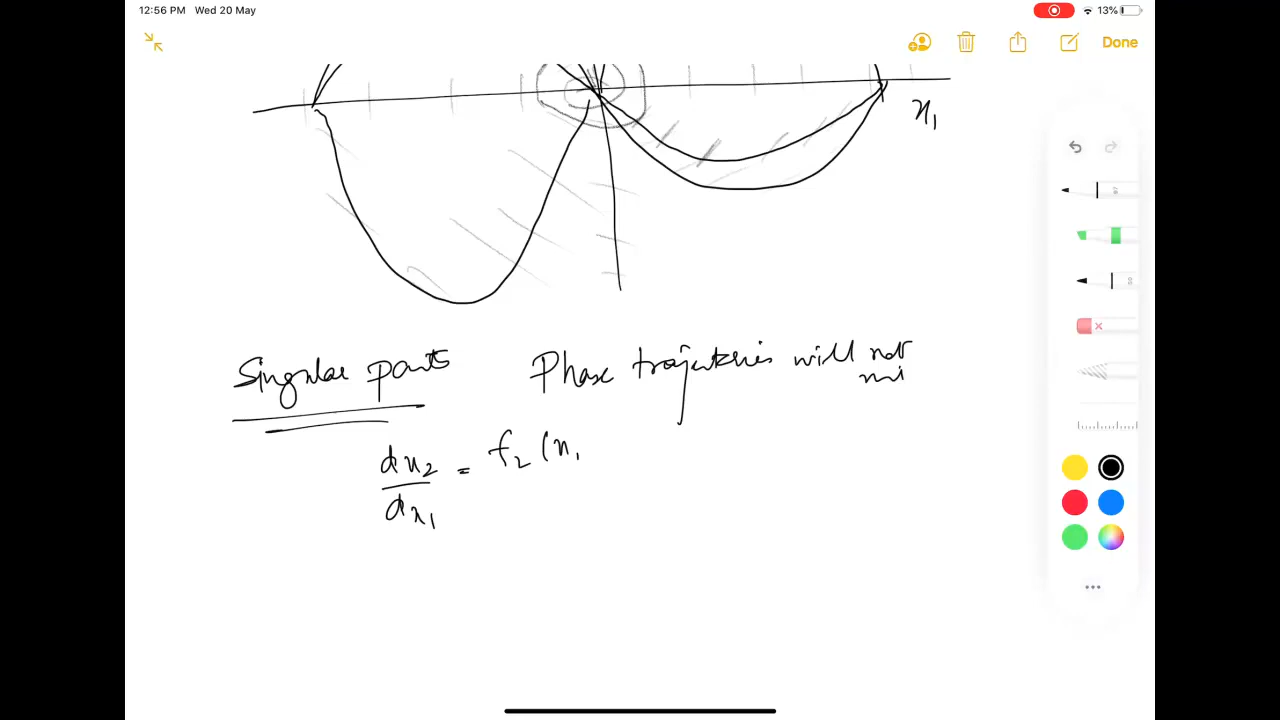 12:56 PM Wed 20 May
13%
Done
x₁
Singular points Phase trajectories will not
mi
dx₂
= f₂ (x₁
dx₁